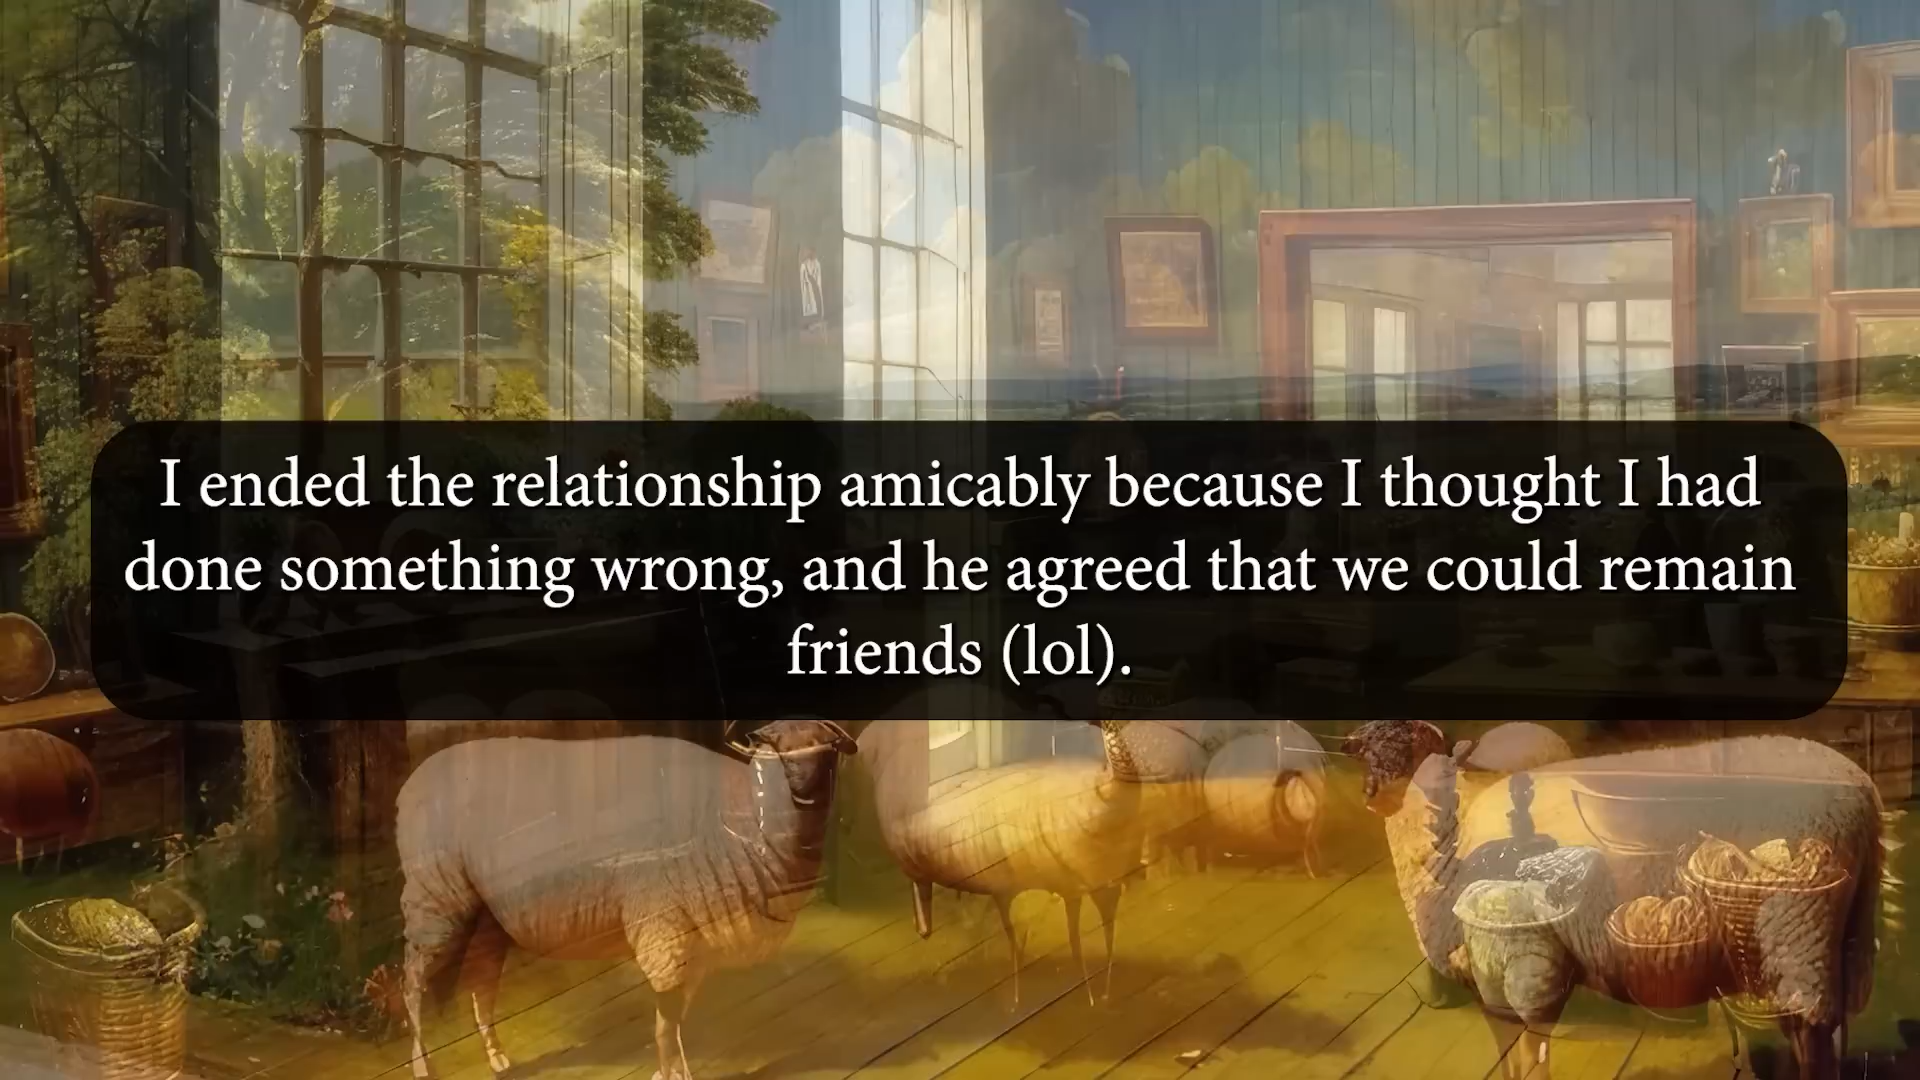 I ended the relationship amicably because I thought I had
done something wrong, and he agreed that we could remain
friends (lol).